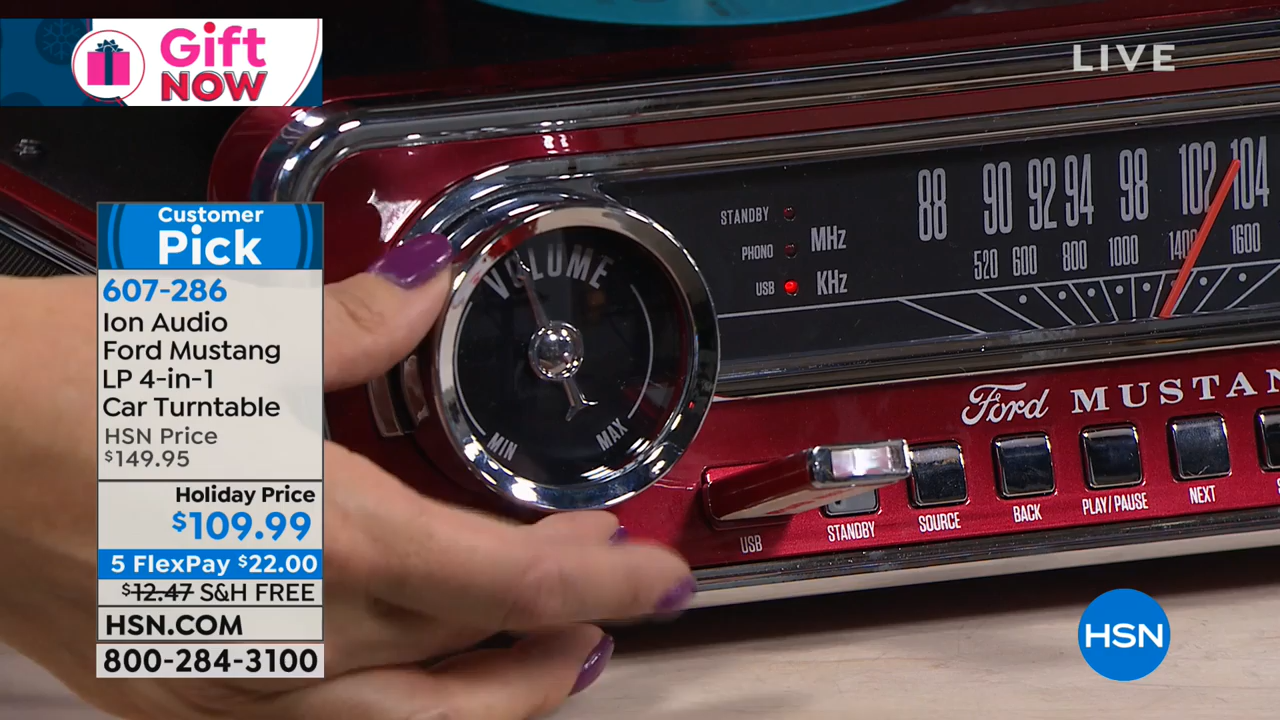 Gift
NOW
LIVE
Customer
Pick
607-286
Ion Audio
Ford Mustang
LP 4-in-1
Car Turntable
HSN Price
$149.95
Holiday Price
$109.99
5 FlexPay $22.00
$12.47 S&H FREE
HSN.COM
800-284-3100
VOLUME
MIN
MAX
STANDBY
PHONO
USB
MHz
KHz
88 90 92 94 98 102 104
520 600 800 1000 1400 1600
Ford MUSTAN
USB
STANDBY
SOURCE
BACK
PLAY/PAUSE
NEXT
HSN